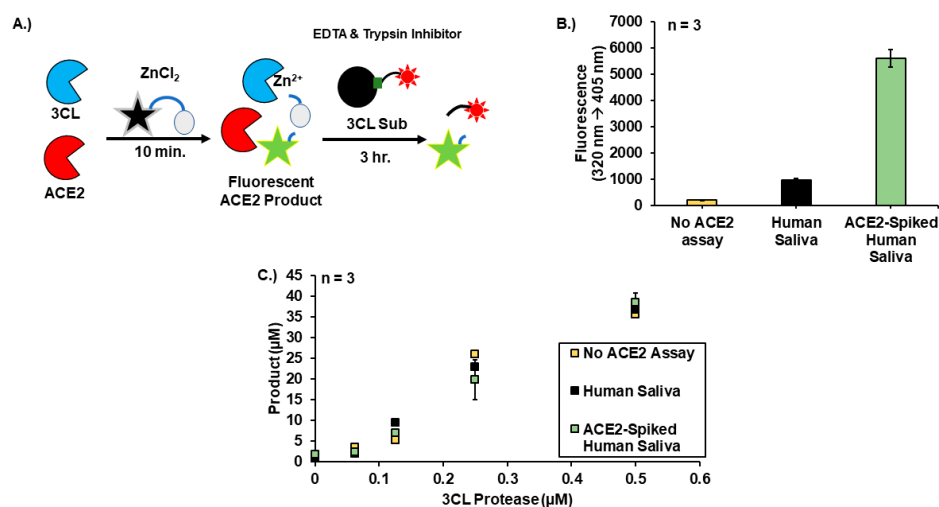 A.)
EDTA & Trypsin Inhibitor
ZnCl2
Zn2+
3CL
3CL Sub
10 min.
3 hr.
ACE2
Fluorescent
ACE2 Product
B.)
n = 3
Fluorescence
(320 nm → 405 nm)
7000
6000
5000
4000
3000
2000
1000
0
No ACE2
assay
Human
Saliva
ACE2-Spiked
Human
Saliva
C.)
n = 3
Product (µM)
45
40
35
30
25
20
15
10
5
0
No ACE2 Assay
Human Saliva
ACE2-Spiked
Human Saliva
0
0.1
0.2
0.3
0.4
0.5
0.6
3CL Protease (µM)